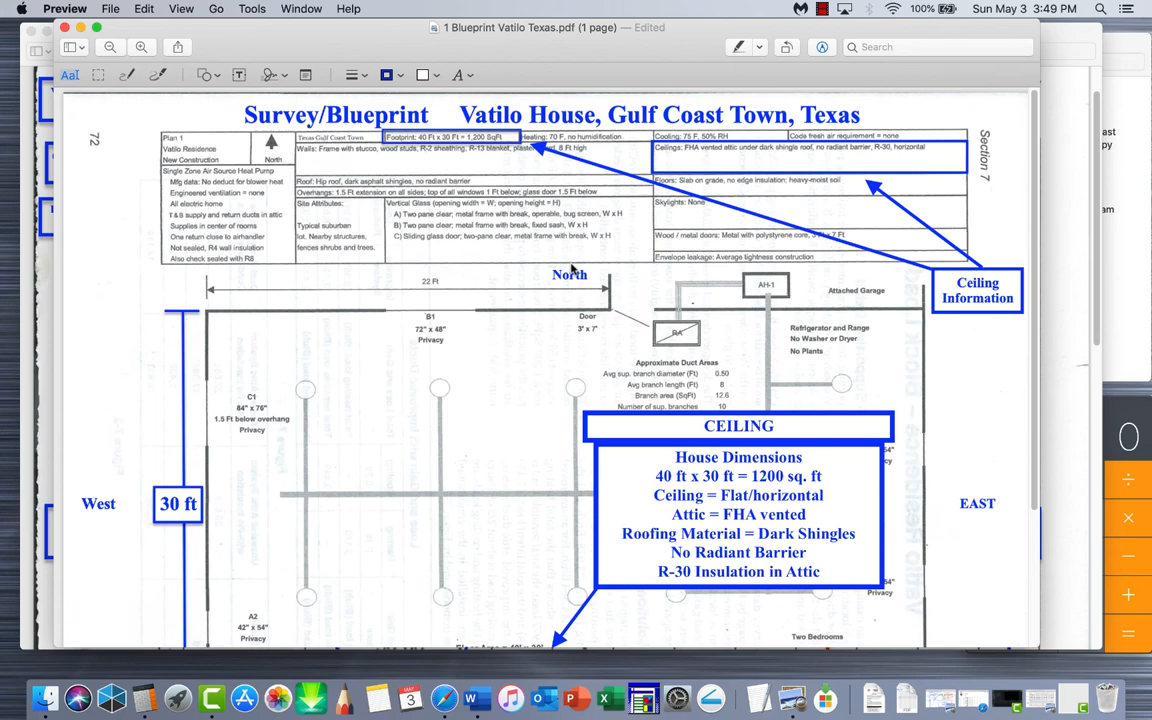 Preview File Edit View Go Tools Window Help 100% Sun May 3 3:49 PM
1 Blueprint Vatilo Texas.pdf (1 page) — Edited
Search
AaI
Survey/Blueprint Vatilo House, Gulf Coast Town, Texas
72
Section 7
Plan 1
Vatilo Residence
New Construction
North
Texas Gulf Coast Town
Footprint: 40 Ft x 30 Ft = 1,200 SqFt
Heating: 70 F, no humidification
Cooling: 75 F, 50% RH
Code fresh air requirement = none
Walls: Frame with stucco, wood studs, R-2 sheathing, R-13 blanket, 8 Ft high
Ceilings: FHA vented attic under dark shingle roof, no radiant barrier, R-30, horizontal
Single Zone Air Source Heat Pump
Mfg data: No deduct for blower heat
Engineered ventilation = none
All electric home
T & B supply and return ducts in attic
Supplies in center of rooms
One return close to airhandler
Not sealed, R4 wall insulation
Also check sealed with R8
Roof: Hip roof, dark asphalt shingles, no radiant barrier
Floors: Slab on grade, no edge insulation; heavy-moist soil
Overhangs: 1.5 Ft extension on all sides; top of all windows 1 Ft below; glass door 1.5 Ft below
Site Attributes:
Typical suburban
lot. Nearby structures,
fences shrubs and trees.
Vertical Glass (opening width = W; opening height = H)
A) Two pane clear; metal frame with break, operable, bug screen, W x H
B) Two pane clear; metal frame with break, fixed sash, W x H
C) Sliding glass door; two-pane clear, metal frame with break, W x H
Skylights: None
Wood / metal doors: Metal with polystyrene core, 3 Ft x 7 Ft
Envelope leakage: Average tightness construction
Ceiling
Information
North
22 Ft
AH-1
Attached Garage
B1
72" x 48"
Privacy
Door
3' x 7'
RA
Refrigerator and Range
No Washer or Dryer
No Plants
Approximate Duct Areas
Avg sup. branch diameter (Ft) 0.50
Avg branch length (Ft) 8
Branch area (SqFt) 12.6
Number of sup. branches 10
C1
84" x 76"
1.5 Ft below overhang
Privacy
CEILING
House Dimensions
40 ft x 30 ft = 1200 sq. ft
Ceiling = Flat/horizontal
Attic = FHA vented
Roofing Material = Dark Shingles
No Radiant Barrier
R-30 Insulation in Attic
West
30 ft
EAST
54"
Privacy
A2
42" x 54"
Privacy
Two Bedrooms
ast
am
0
÷
×
−
+
=